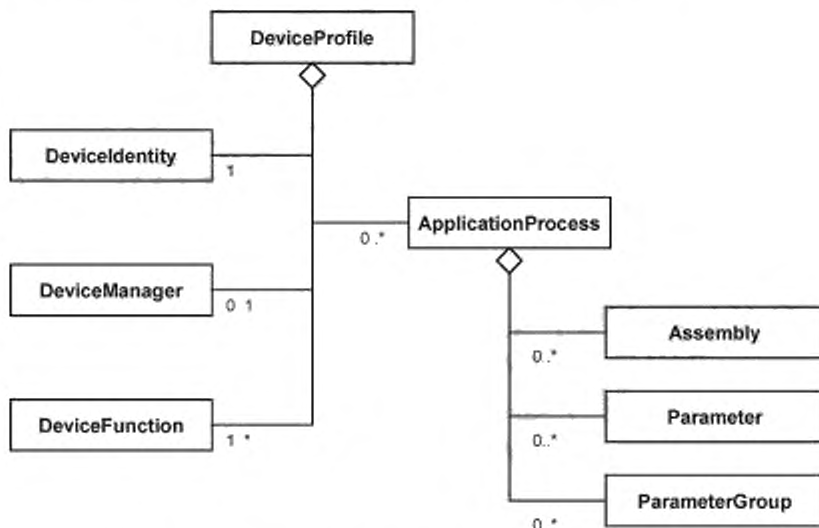 DeviceProfile
DeviceIdentity
1
ApplicationProcess
0 .*
DeviceManager
0 1
Assembly
0..*
DeviceFunction
1 *
Parameter
0..*
ParameterGroup
0..*